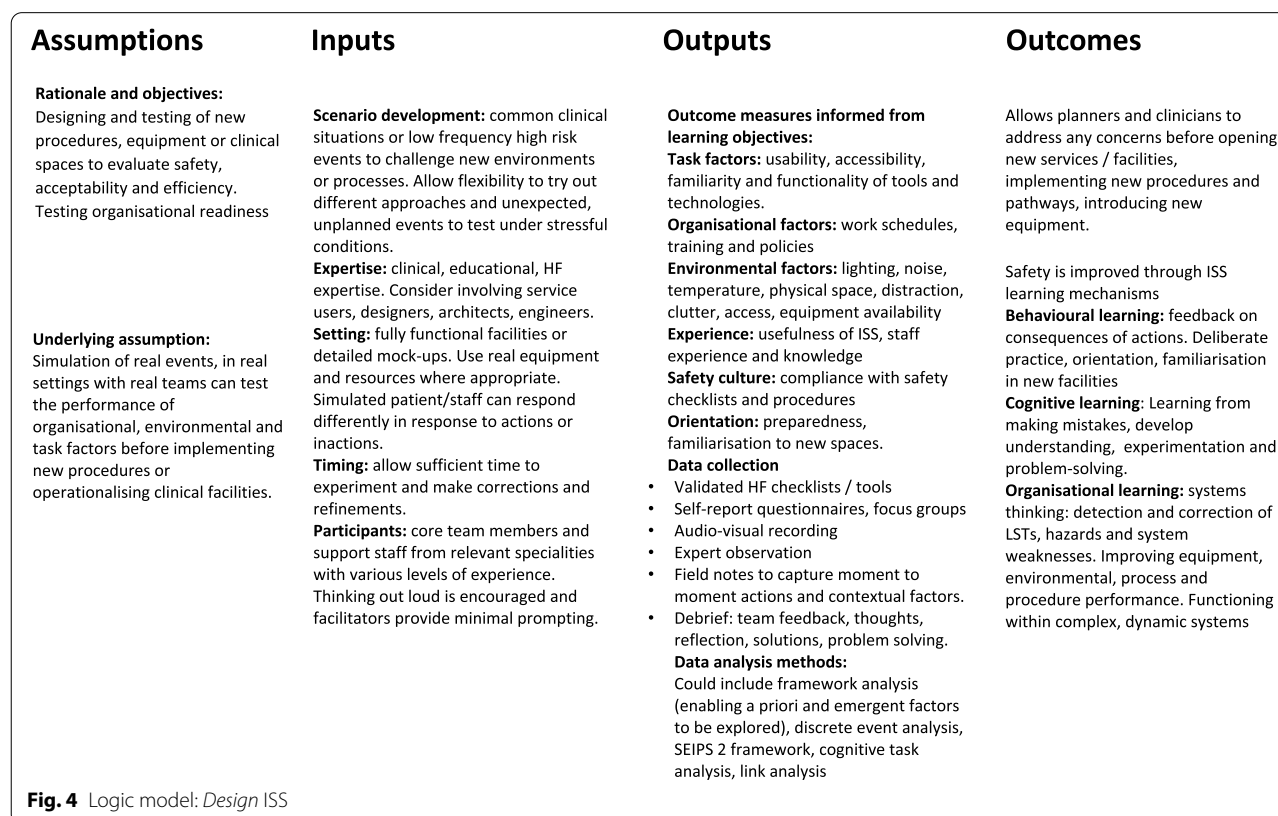 Assumptions
Rationale and objectives:
Designing and testing of new
procedures, equipment or clinical
spaces to evaluate safety,
acceptability and efficiency.
Testing organisational readiness
Underlying assumption:
Simulation of real events, in real
settings with real teams can test
the performance of
organisational, environmental and
task factors before implementing
new procedures or
operationalising clinical facilities.
Inputs
Scenario development: common clinical
situations or low frequency high risk
events to challenge new environments
or processes. Allow flexibility to try out
different approaches and unexpected,
unplanned events to test under stressful
conditions.
Expertise: clinical, educational, HF
expertise. Consider involving service
users, designers, architects, engineers.
Setting: fully functional facilities or
detailed mock-ups. Use real equipment
and resources where appropriate.
Simulated patient/staff can respond
differently in response to actions or
inactions.
Timing: allow sufficient time to
experiment and make corrections and
refinements.
Participants: core team members and
support staff from relevant specialities
with various levels of experience.
Thinking out loud is encouraged and
facilitators provide minimal prompting.
Outputs
Outcome measures informed from
learning objectives:
Task factors: usability, accessibility,
familiarity and functionality of tools and
technologies.
Organisational factors: work schedules,
training and policies
Environmental factors: lighting, noise,
temperature, physical space, distraction,
clutter, access, equipment availability
Experience: usefulness of ISS, staff
experience and knowledge
Safety culture: compliance with safety
checklists and procedures
Orientation: preparedness,
familiarisation to new spaces.
Data collection
• Validated HF checklists / tools
• Self-report questionnaires, focus groups
• Audio-visual recording
• Expert observation
• Field notes to capture moment to
moment actions and contextual factors.
• Debrief: team feedback, thoughts,
reflection, solutions, problem solving.
Data analysis methods:
Could include framework analysis
(enabling a priori and emergent factors
to be explored), discrete event analysis,
SEIPS 2 framework, cognitive task
analysis, link analysis
Outcomes
Allows planners and clinicians to
address any concerns before opening
new services / facilities,
implementing new procedures and
pathways, introducing new
equipment.
Safety is improved through ISS
learning mechanisms
Behavioural learning: feedback on
consequences of actions. Deliberate
practice, orientation, familiarisation
in new facilities
Cognitive learning: Learning from
making mistakes, develop
understanding, experimentation and
problem-solving.
Organisational learning: systems
thinking: detection and correction of
LSTs, hazards and system
weaknesses. Improving equipment,
environmental, process and
procedure performance. Functioning
within complex, dynamic systems
Fig. 4 Logic model: Design ISS